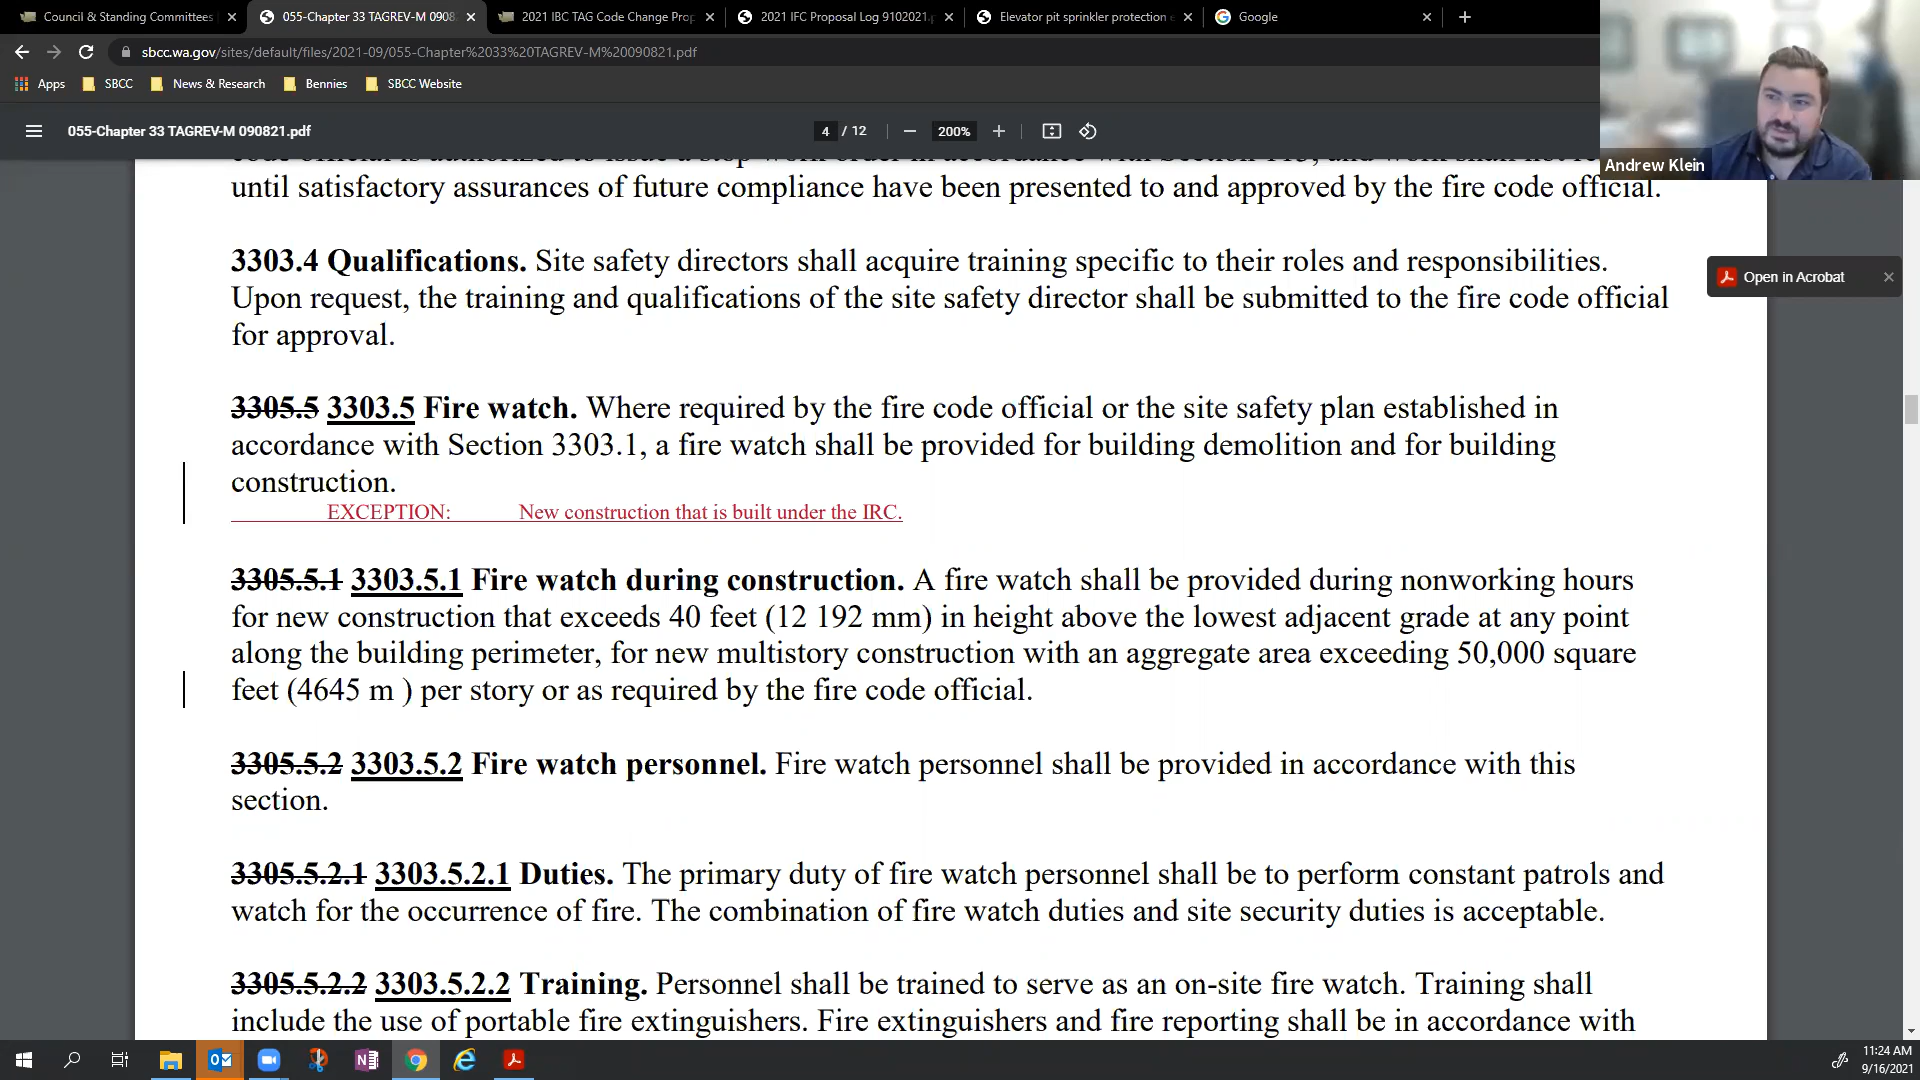 Council & Standing Committees
055-Chapter 33 TAGREV-M 0908
2021 IBC TAG Code Change Prop
2021 IFC Proposal Log 9102021.p
Elevator pit sprinkler protection e
Google
sbcc.wa.gov/sites/default/files/2021-09/055-Chapter%2033%20TAGREV-M%20090821.pdf
Apps
SBCC
News & Research
Bennies
SBCC Website
055-Chapter 33 TAGREV-M 090821.pdf
4 / 12
200%
Andrew Klein
Open in Acrobat
until satisfactory assurances of future compliance have been presented to and approved by the fire code official.
3303.4 Qualifications. Site safety directors shall acquire training specific to their roles and responsibilities.
Upon request, the training and qualifications of the site safety director shall be submitted to the fire code official
for approval.
3305.5 3303.5 Fire watch. Where required by the fire code official or the site safety plan established in
accordance with Section 3303.1, a fire watch shall be provided for building demolition and for building
construction.
EXCEPTION: New construction that is built under the IRC.
3305.5.1 3303.5.1 Fire watch during construction. A fire watch shall be provided during nonworking hours
for new construction that exceeds 40 feet (12 192 mm) in height above the lowest adjacent grade at any point
along the building perimeter, for new multistory construction with an aggregate area exceeding 50,000 square
feet (4645 m ) per story or as required by the fire code official.
3305.5.2 3303.5.2 Fire watch personnel. Fire watch personnel shall be provided in accordance with this
section.
3305.5.2.1 3303.5.2.1 Duties. The primary duty of fire watch personnel shall be to perform constant patrols and
watch for the occurrence of fire. The combination of fire watch duties and site security duties is acceptable.
3305.5.2.2 3303.5.2.2 Training. Personnel shall be trained to serve as an on-site fire watch. Training shall
include the use of portable fire extinguishers. Fire extinguishers and fire reporting shall be in accordance with
11:24 AM
9/16/2021